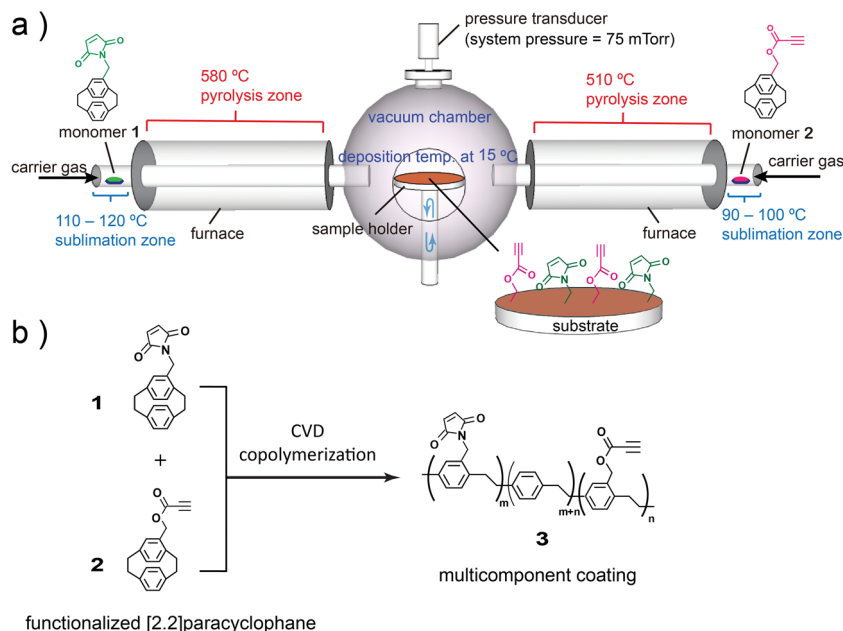 a )
pressure transducer
(system pressure = 75 mTorr)
580 ºC
pyrolysis zone
510 ºC
pyrolysis zone
vacuum chamber
monomer 1
monomer 2
deposition temp. at 15 ºC
carrier gas
carrier gas
sample holder
furnace
furnace
110 – 120 ºC
sublimation zone
90 – 100 ºC
sublimation zone
substrate
b )
1
+
2
CVD
copolymerization
m
m+n
n
3
multicomponent coating
functionalized [2.2]paracyclophane
O
N
O
O
O
O
N
O
O
O
O
O
N
O
O
O
N
O
O
O
N
O
O
O
O
N
O
O
O